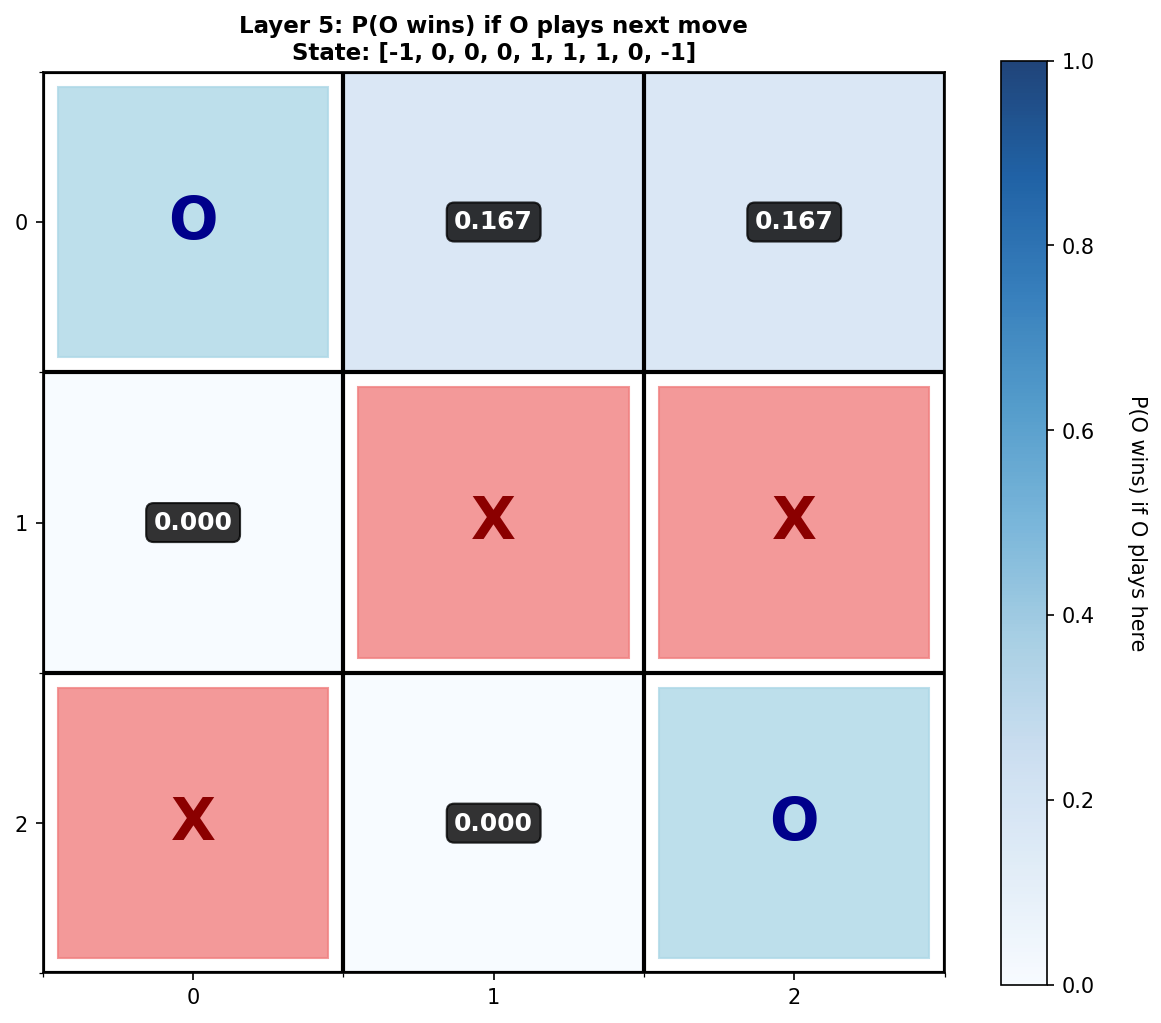 Layer 5: P(O wins) if O plays next move
State: [-1, 0, 0, 0, 1, 1, 1, 0, -1]
0 O 0.167 0.167
1 0.000 X X
2 X 0.000 O
0 1 2
1.0
0.8
0.6
0.4
0.2
0.0
P(O wins) if O plays here